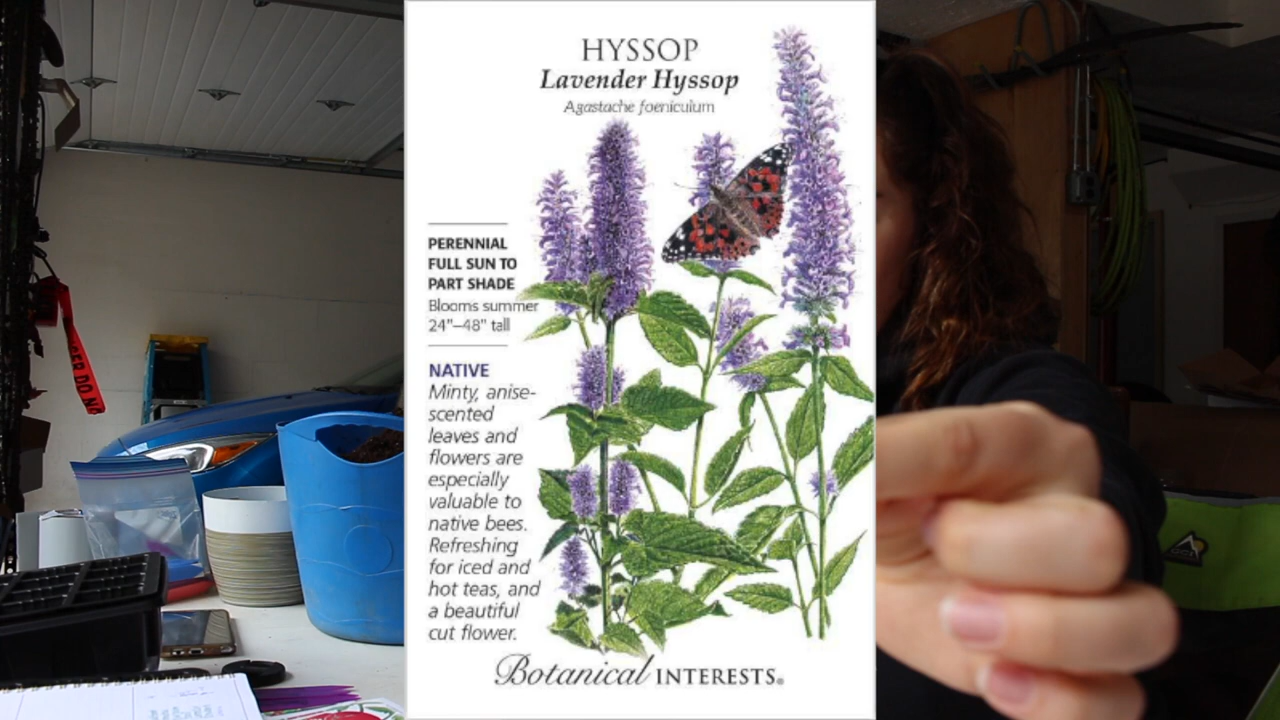 HYSSOP
Lavender Hyssop
Agastache foeniculum
PERENNIAL
FULL SUN TO
PART SHADE
Blooms summer
24"–48" tall
NATIVE
Minty, anise-
scented
leaves and
flowers are
especially
valuable to
native bees.
Refreshing
for iced and
hot teas, and
a beautiful
cut flower.
Botanical INTERESTS®